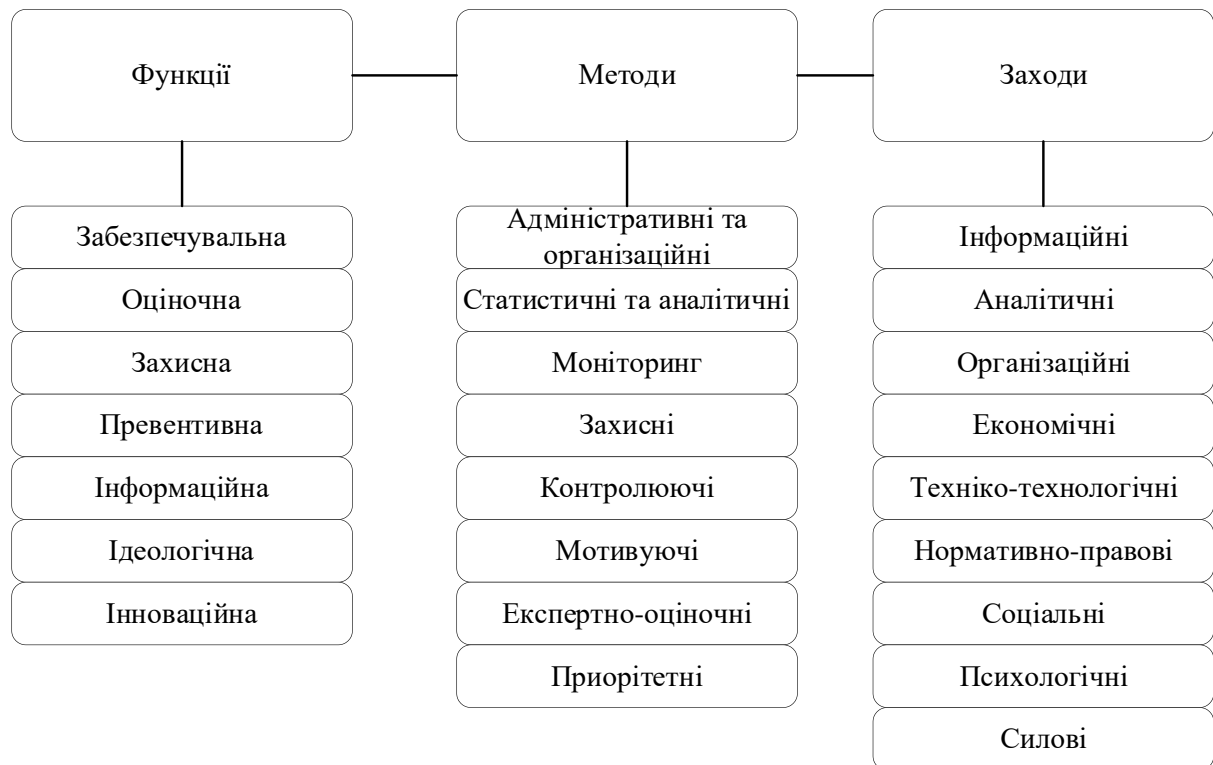 Функції
Методи
Заходи
Забезпечувальна
Оціночна
Захисна
Превентивна
Інформаційна
Ідеологічна
Інноваційна
Адміністративні та
організаційні
Статистичні та аналітичні
Моніторинг
Захисні
Контролюючі
Мотивуючі
Експертно-оціночні
Приорітетні
Інформаційні
Аналітичні
Організаційні
Економічні
Техніко-технологічні
Нормативно-правові
Соціальні
Психологічні
Силові